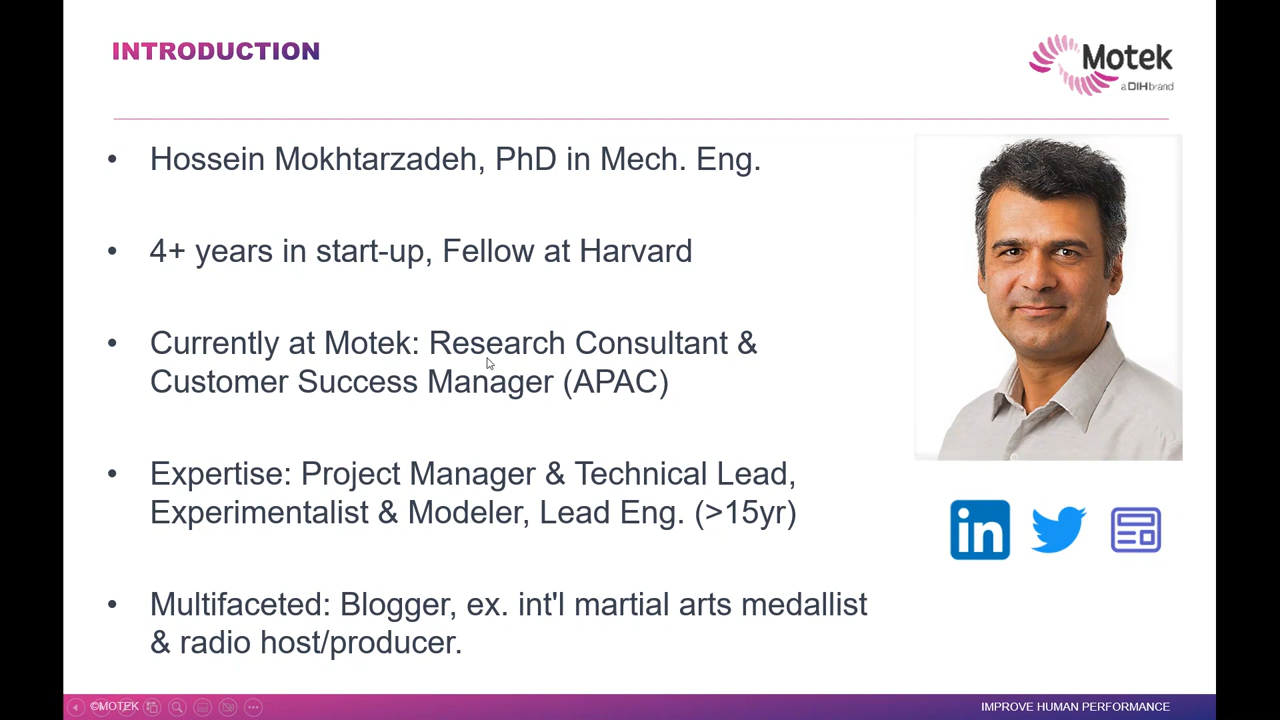 INTRODUCTION
Motek
a DIH brand
• Hossein Mokhtarzadeh, PhD in Mech. Eng.
• 4+ years in start-up, Fellow at Harvard
• Currently at Motek: Research Consultant &
Customer Success Manager (APAC)
• Expertise: Project Manager & Technical Lead,
Experimentalist & Modeler, Lead Eng. (>15yr)
• Multifaceted: Blogger, ex. int'l martial arts medallist
& radio host/producer.
in
©MOTEK
IMPROVE HUMAN PERFORMANCE